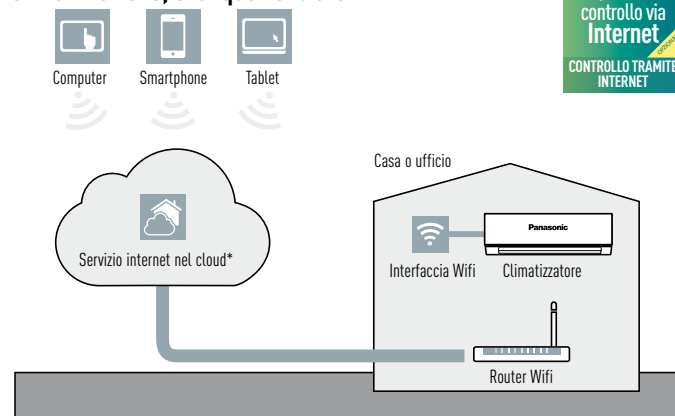 controllo via
Internet
CONTROLLO TRAMITE
INTERNET
Computer
Smartphone
Tablet
Casa o ufficio
Servizio internet nel cloud*
Panasonic
Interfaccia Wifi
Climatizzatore
Router Wifi